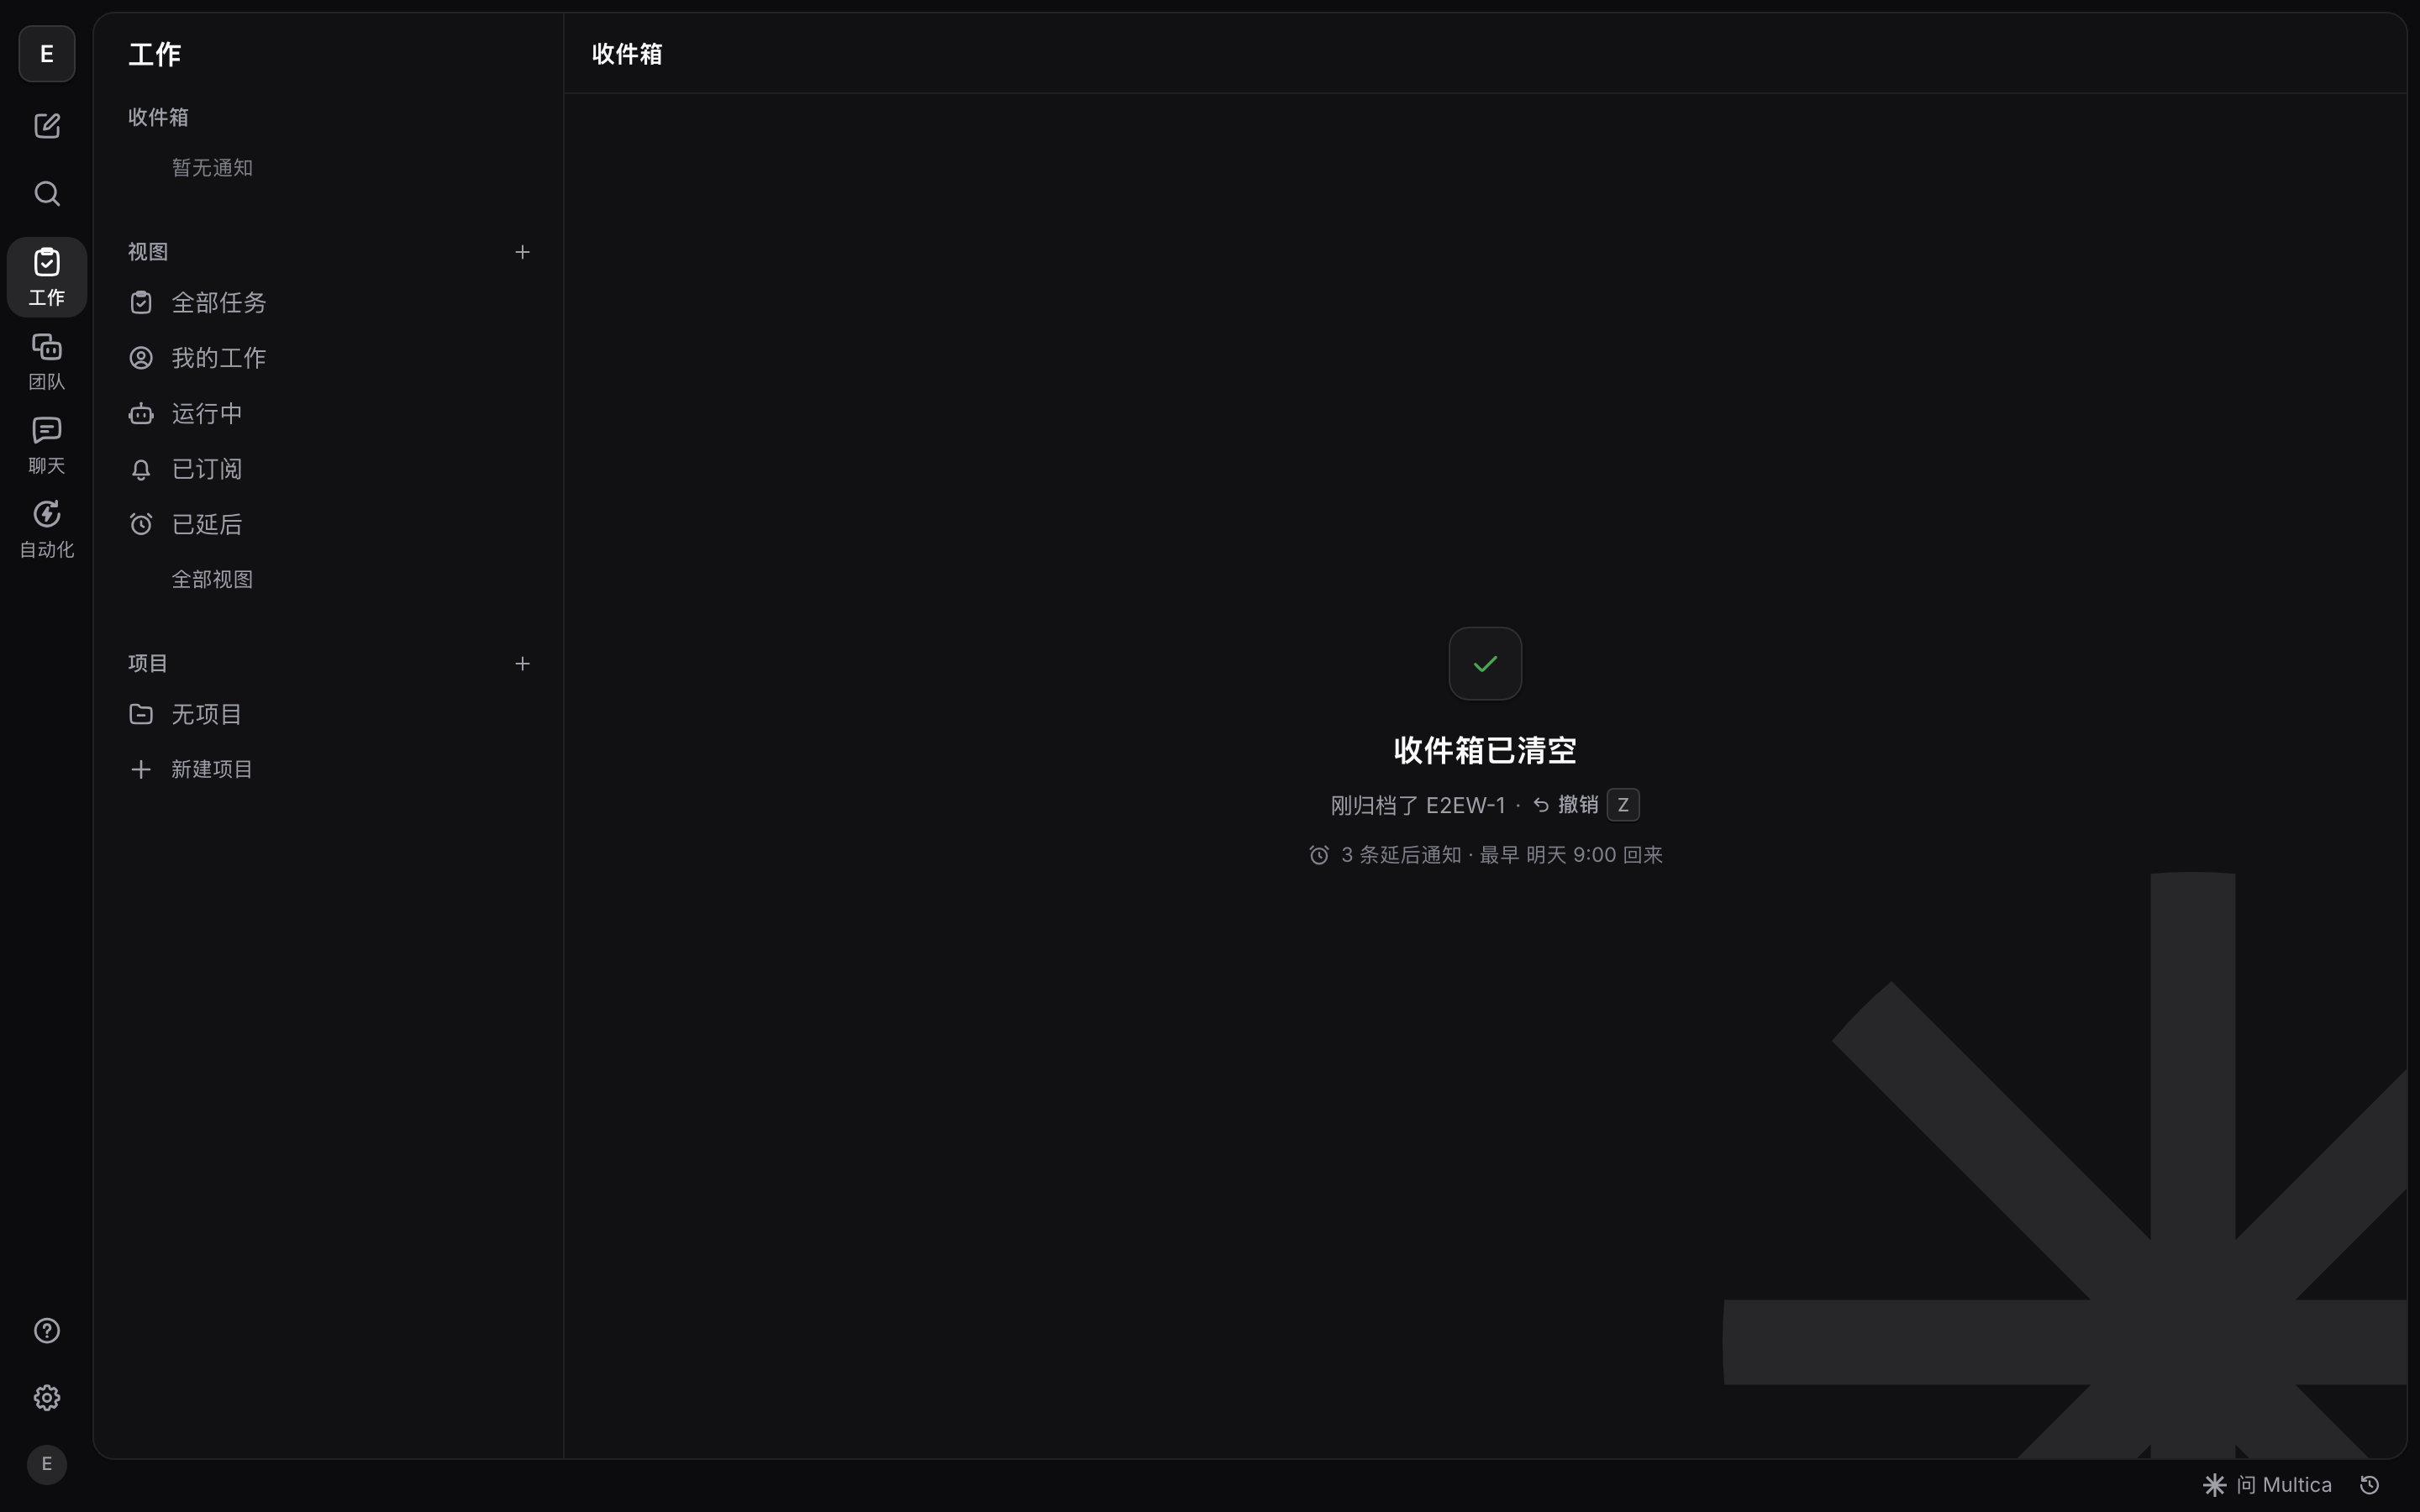 E
工作
团队
聊天
自动化
E
工作
收件箱
暂无通知
视图
全部任务
我的工作
运行中
已订阅
已延后
全部视图
项目
无项目
新建项目
收件箱
收件箱已清空
刚归档了 E2EW-1 · 撤销 Z
3 条延后通知 · 最早 明天 9:00 回来
问 Multica